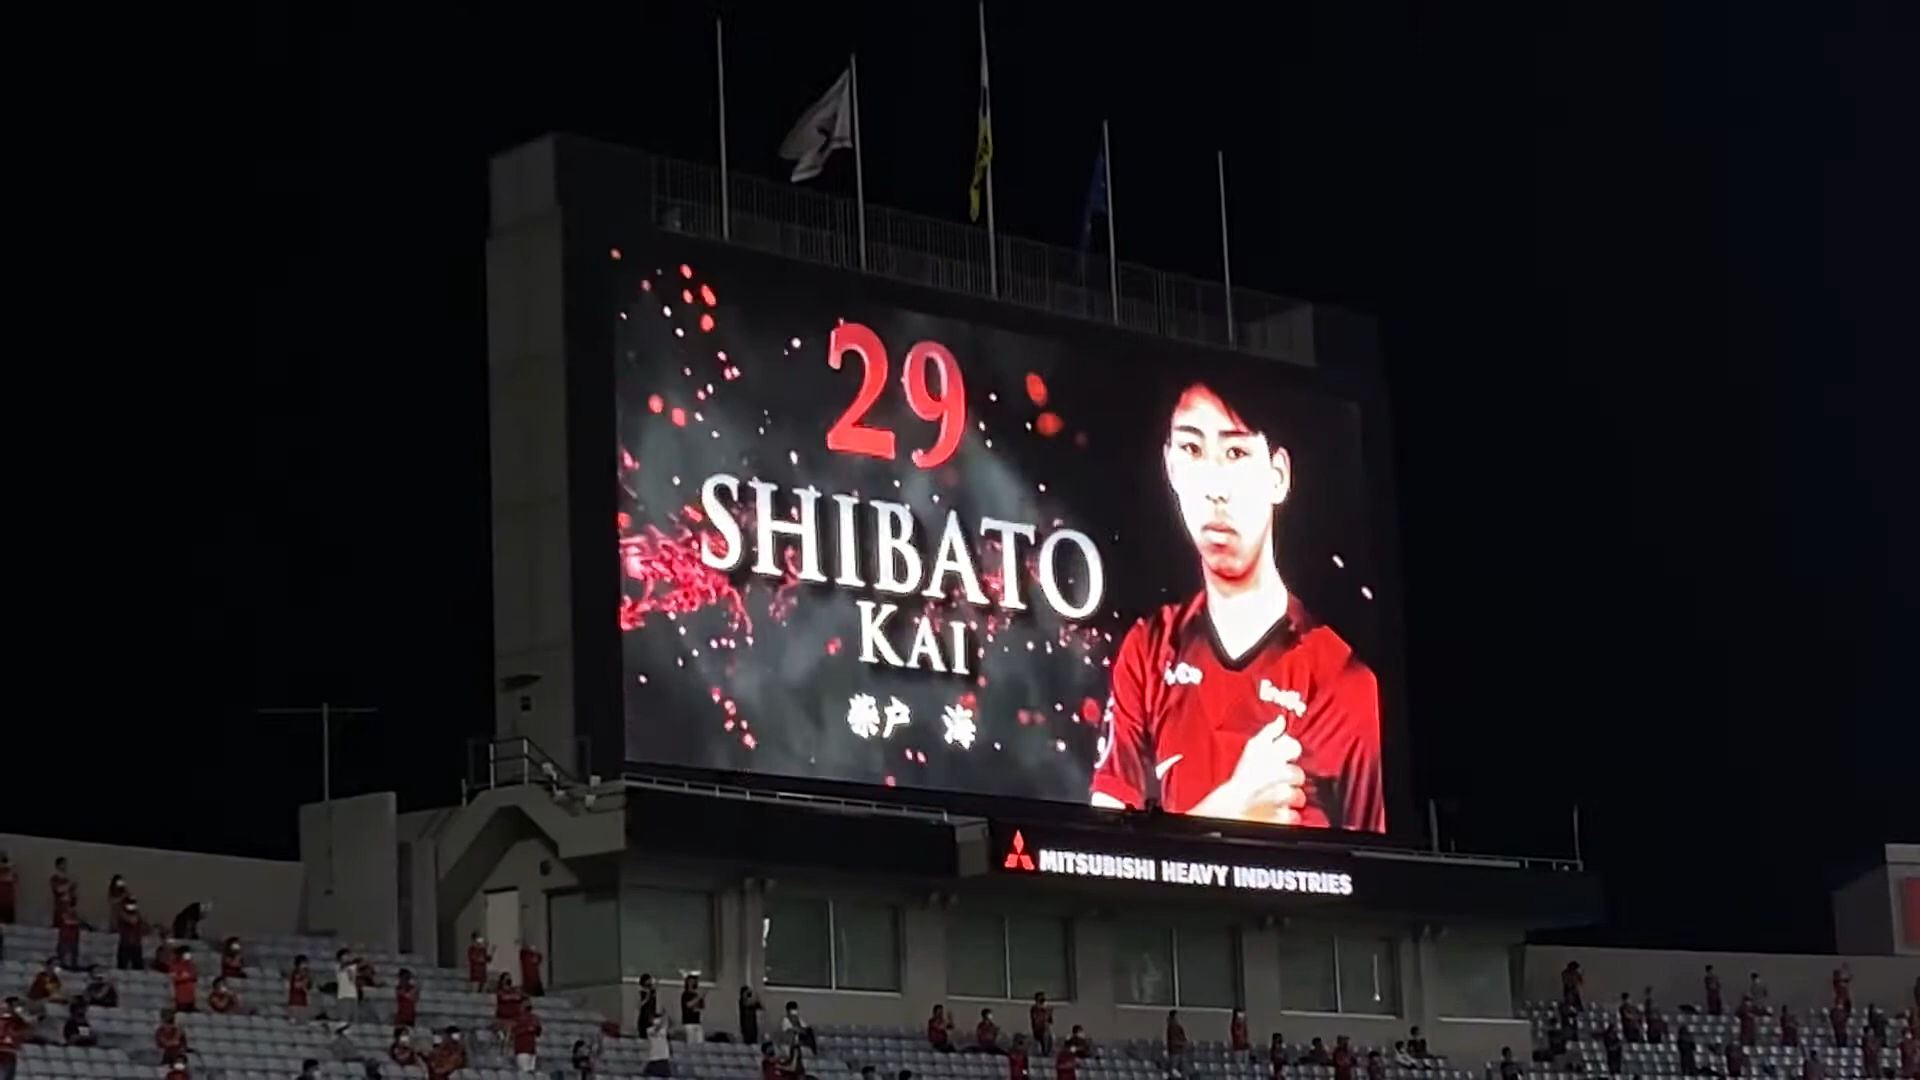 29
SHIBATO
KAI
柴戸 海
MITSUBISHI HEAVY INDUSTRIES